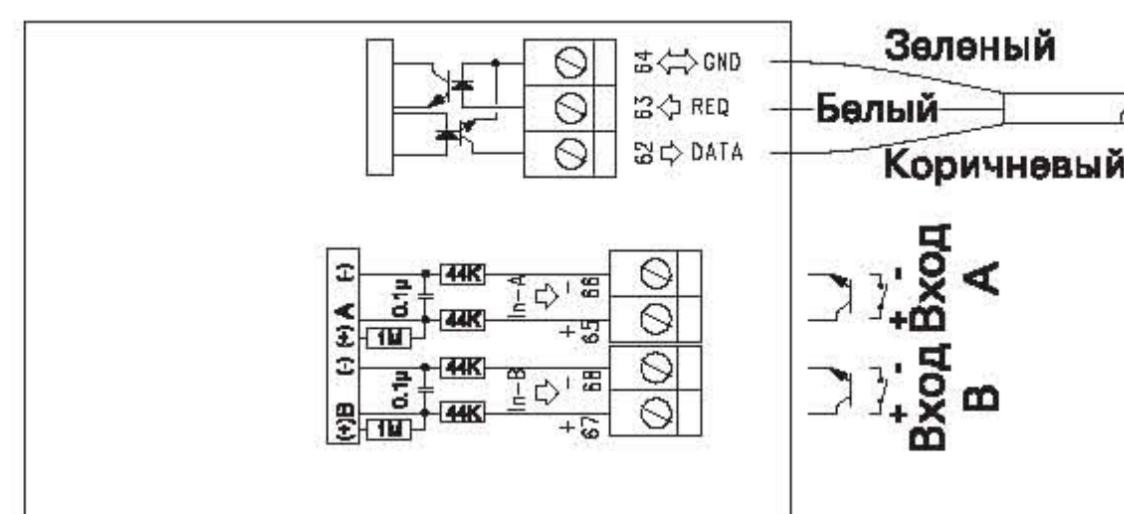 64 GND
Зеленый
63 REQ
Белый
62 DATA
Коричневый
(-)
44K
In-A
-
66
0.1µ
A
44K
+
65
(+)
1M
-
+
Вход
A
(-)
44K
In-B
-
68
0.1µ
B
44K
+
67
(+)
1M
-
+
Вход
B